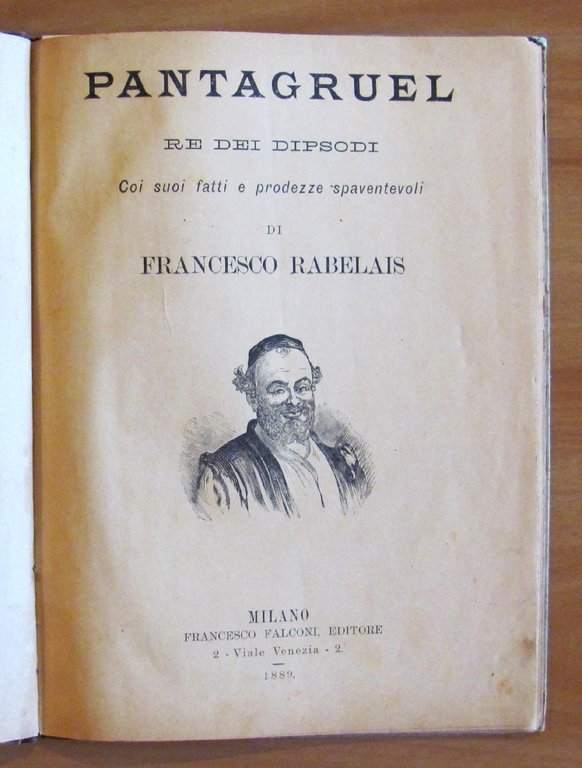 PANTAGRUEL
RE DEI DIPSODI
Coi suoi fatti e prodezze spaventevoli
DI
FRANCESCO RABELAIS
MILANO
FRANCESCO FALCONI, EDITORE
2 - Viale Venezia - 2.
1889.